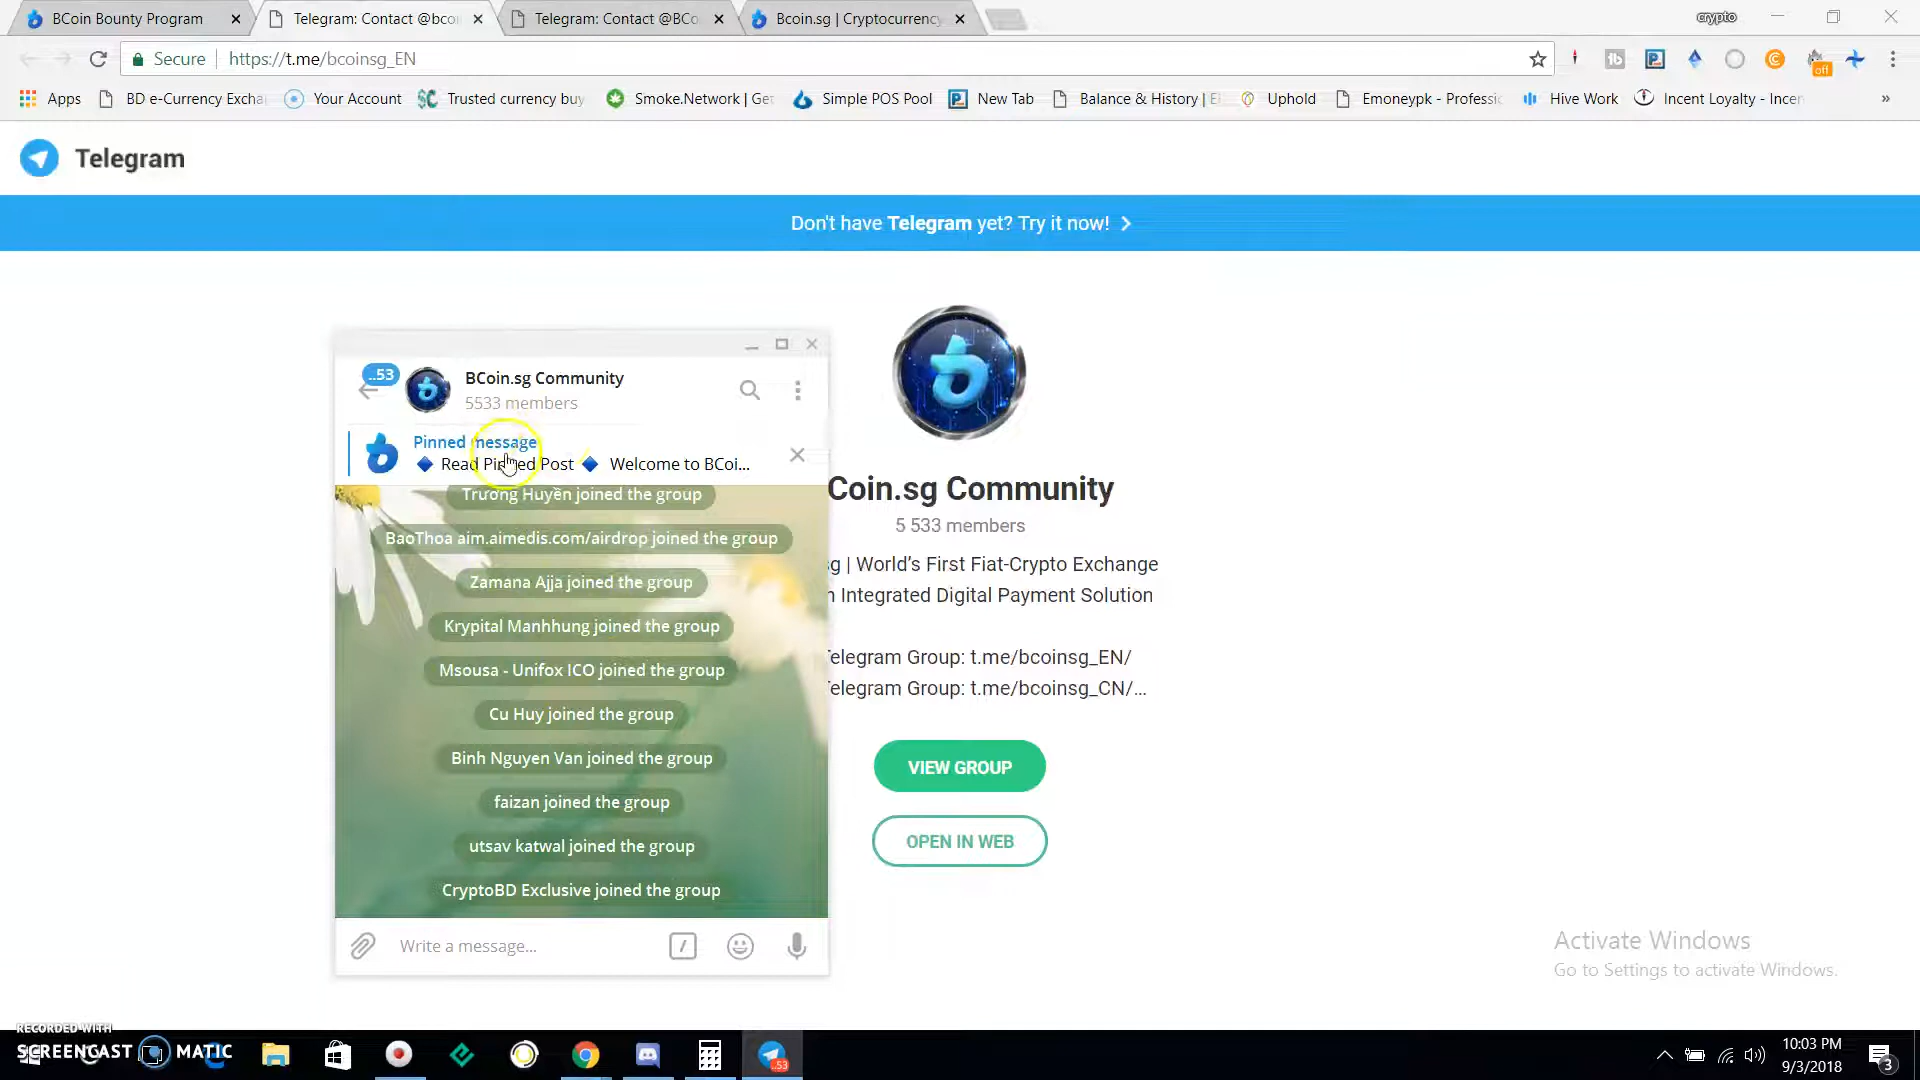 BCoin Bounty Program
Telegram: Contact @bco
Telegram: Contact @BCo
Bcoin.sg | Cryptocurrency
crypto
Secure
https://t.me/bcoinsg_EN
off
Apps
BD e-Currency Excha
Your Account
Trusted currency buy
Smoke.Network | Get
Simple POS Pool
New Tab
Balance & History | E
Uphold
Emoneypk - Professio
Hive Work
Incent Loyalty - Incen
»
Telegram
Don't have Telegram yet? Try it now!
..53
BCoin.sg Community
5533 members
Pinned message
Read Pinned Post Welcome to BCoi...
Trương Huyền joined the group
BaoThoa aim.aimedis.com/airdrop joined the group
Zamana Ajja joined the group
Krypital Manhhung joined the group
Msousa - Unifox ICO joined the group
Cu Huy joined the group
Binh Nguyen Van joined the group
faizan joined the group
utsav katwal joined the group
CryptoBD Exclusive joined the group
Write a message...
Coin.sg Community
5 533 members
sg | World's First Fiat-Crypto Exchange
n Integrated Digital Payment Solution
Telegram Group: t.me/bcoinsg_EN/
Telegram Group: t.me/bcoinsg_CN/...
VIEW GROUP
OPEN IN WEB
Activate Windows
Go to Settings to activate Windows.
RECORDED WITH
SCREENCAST MATIC
..53
10:03 PM
9/3/2018
3